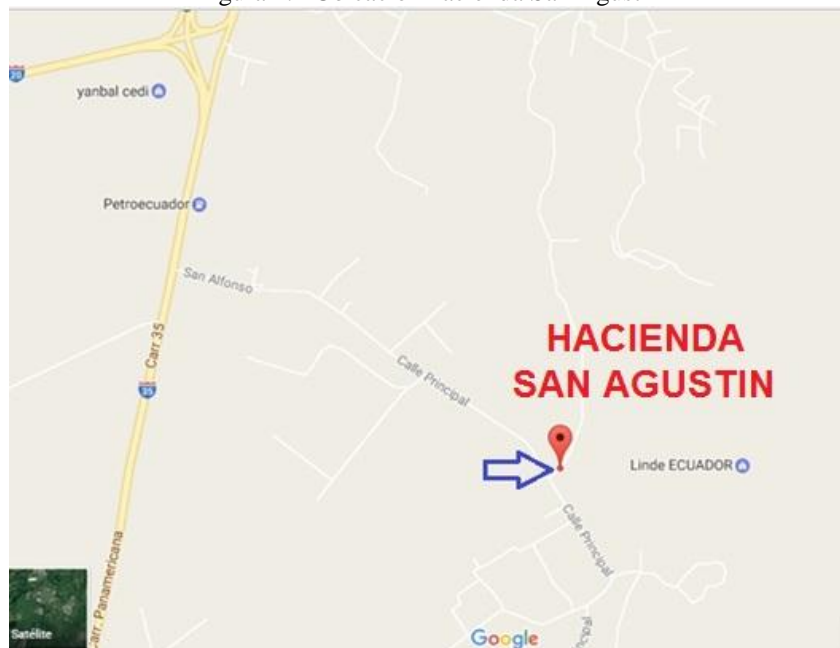 20
yanbal cedi
Petroecuador
San Alfonso
Carr 35
35
Calle Principal
HACIENDA
SAN AGUSTIN
Linde ECUADOR
Calle Principal
Carr. Panamericana
Satélite
Google